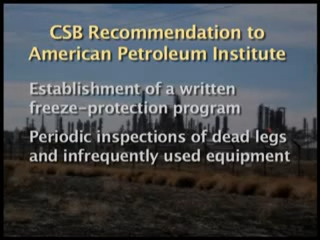 CSB Recommendation to
American Petroleum Institute
Establishment of a written
freeze-protection program
Periodic inspections of dead legs
and infrequently used equipment